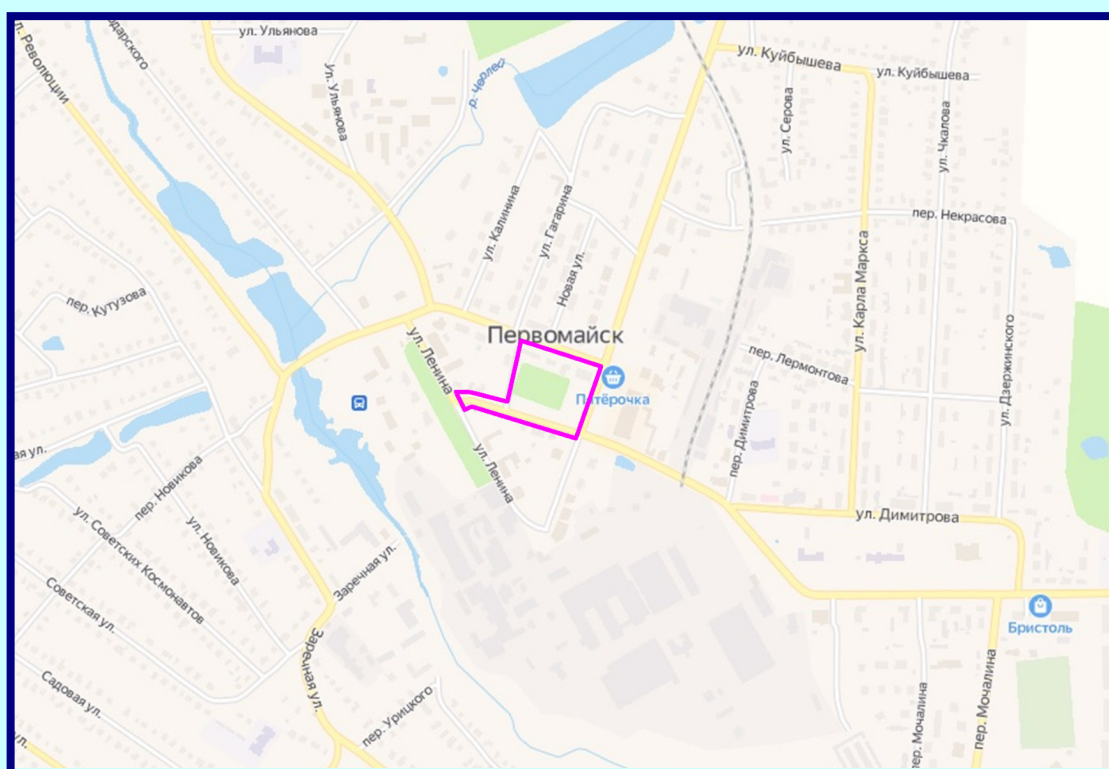 ул. Ульянова
ул. Революции
ул. Куйбышева
ул. Куйбышева
ул. Ульянова
р. Чо
ул. Серова
ул. Чкалова
ул. Калинина
ул. Гагарина
пер. Некрасова
Новая ул.
ул. Карла Маркса
пер. Кутузова
Первомайск
ул. Ленина
пер. Лермонтова
ул. Дзержинского
Пятёрочка
пер. Димитрова
ул. Ленина
пер. Новикова
ул. Димитрова
ул. Новикова
ул. Советских Космонавтов
Заречная ул.
Советская ул.
Бристоль
Заречная ул.
Садовая ул.
пер. Урицкого
пер. Мочалина
пер. Мочалина
ул.